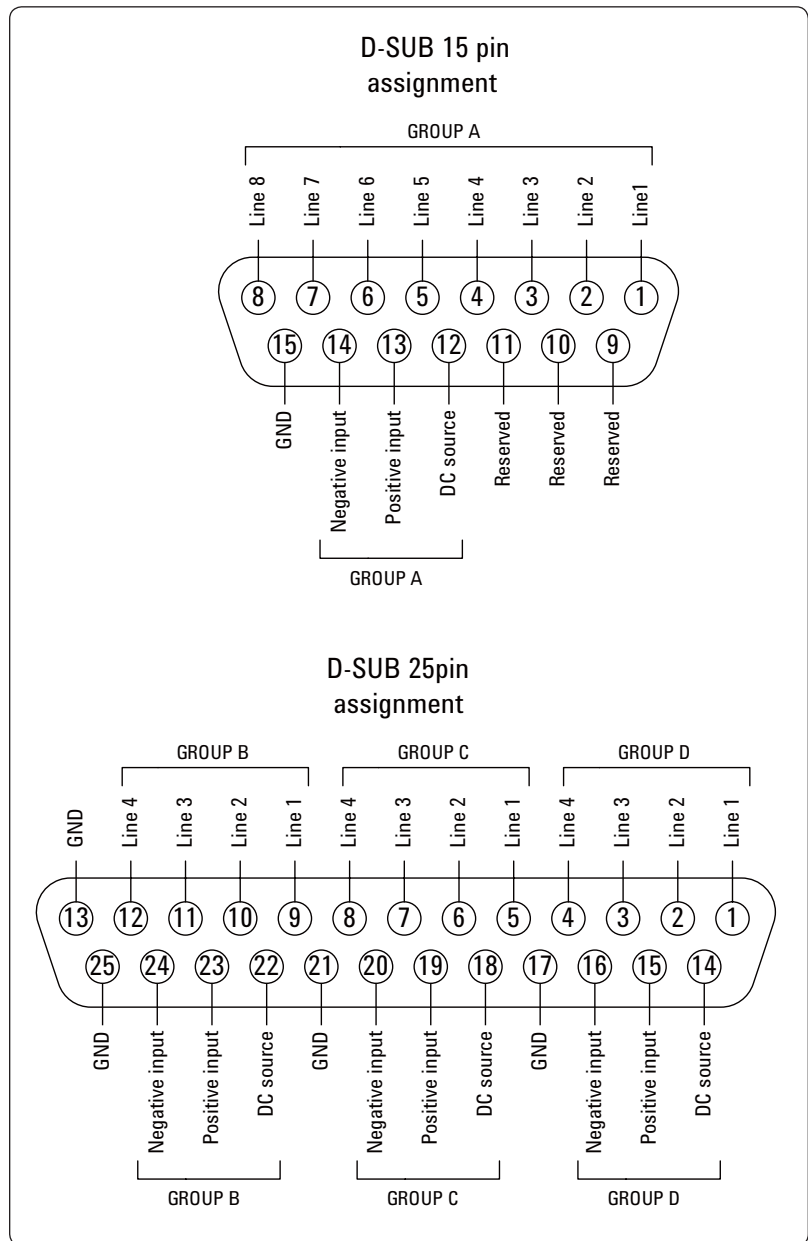 D-SUB 15 pin
assignment
GROUP A
Line 8 Line 7 Line 6 Line 5 Line 4 Line 3 Line 2 Line1
8 7 6 5 4 3 2 1
15 14 13 12 11 10 9
GND Negative input Positive input DC source Reserved Reserved Reserved
GROUP A
D-SUB 25pin
assignment
GROUP B GROUP C GROUP D
GND Line 4 Line 3 Line 2 Line 1 Line 4 Line 3 Line 2 Line 1 Line 4 Line 3 Line 2 Line 1
13 12 11 10 9 8 7 6 5 4 3 2 1
25 24 23 22 21 20 19 18 17 16 15 14
GND Negative input Positive input DC source GND Negative input Positive input DC source GND Negative input Positive input DC source
GROUP B GROUP C GROUP D